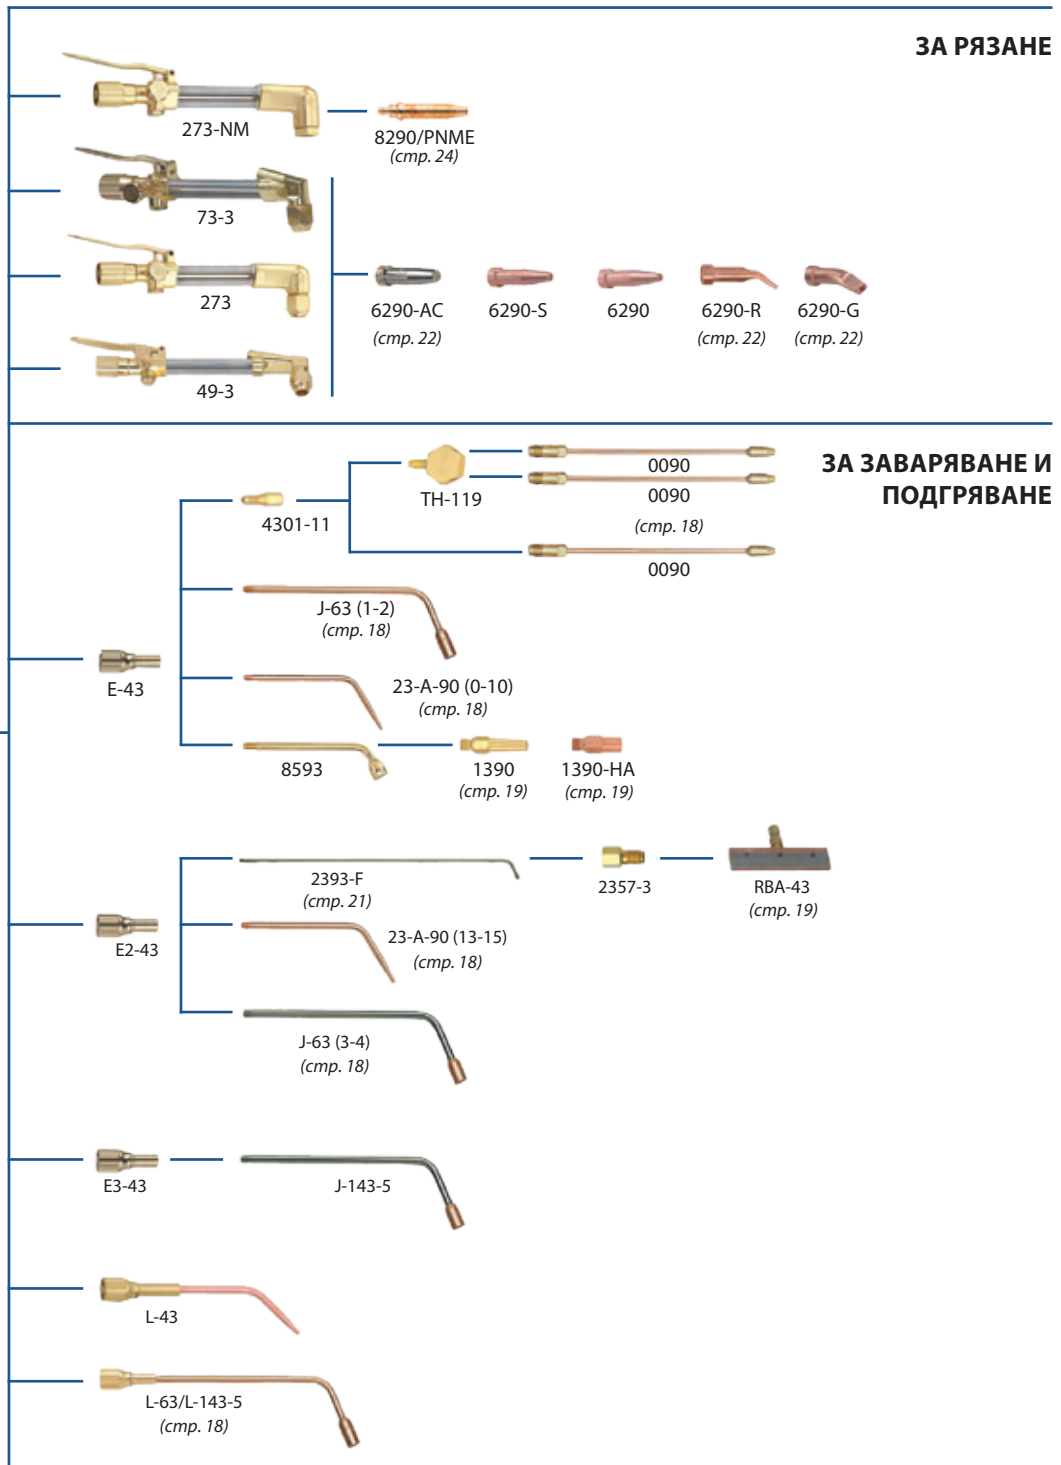 ЗА РЯЗАНЕ
273-NM
8290/PNME
(стр. 24)
73-3
273
6290-AC
(стр. 22)
6290-S
6290
6290-R
(стр. 22)
6290-G
(стр. 22)
49-3
ЗА ЗАВАРЯВАНЕ И
ПОДГРЯВАНЕ
4301-11
TH-119
0090
0090
(стр. 18)
0090
J-63 (1-2)
(стр. 18)
E-43
23-A-90 (0-10)
(стр. 18)
8593
1390
(стр. 19)
1390-HA
(стр. 19)
2393-F
(стр. 21)
2357-3
RBA-43
(стр. 19)
E2-43
23-A-90 (13-15)
(стр. 18)
J-63 (3-4)
(стр. 18)
E3-43
J-143-5
L-43
L-63/L-143-5
(стр. 18)